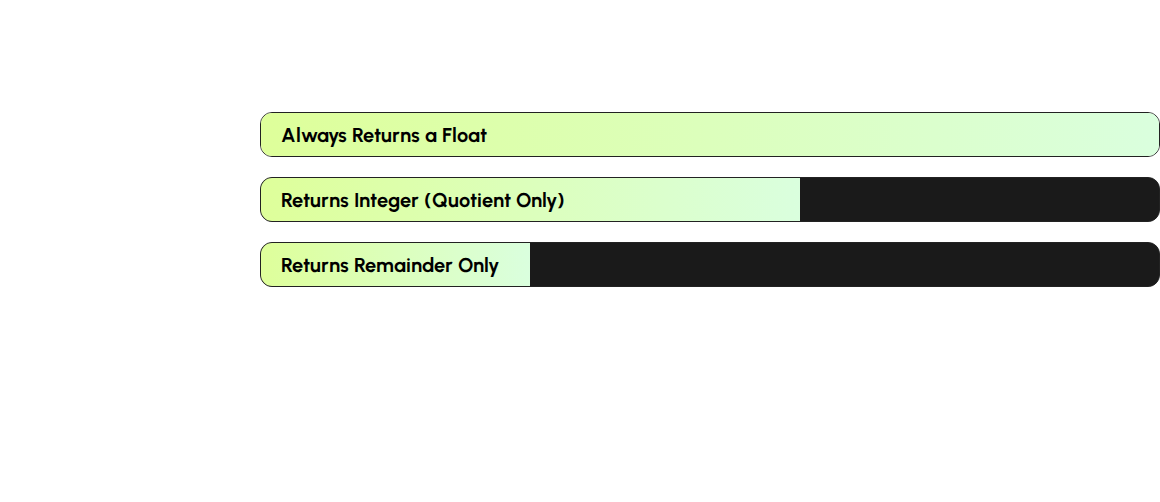 Always Returns a Float
Returns Integer (Quotient Only)
Returns Remainder Only